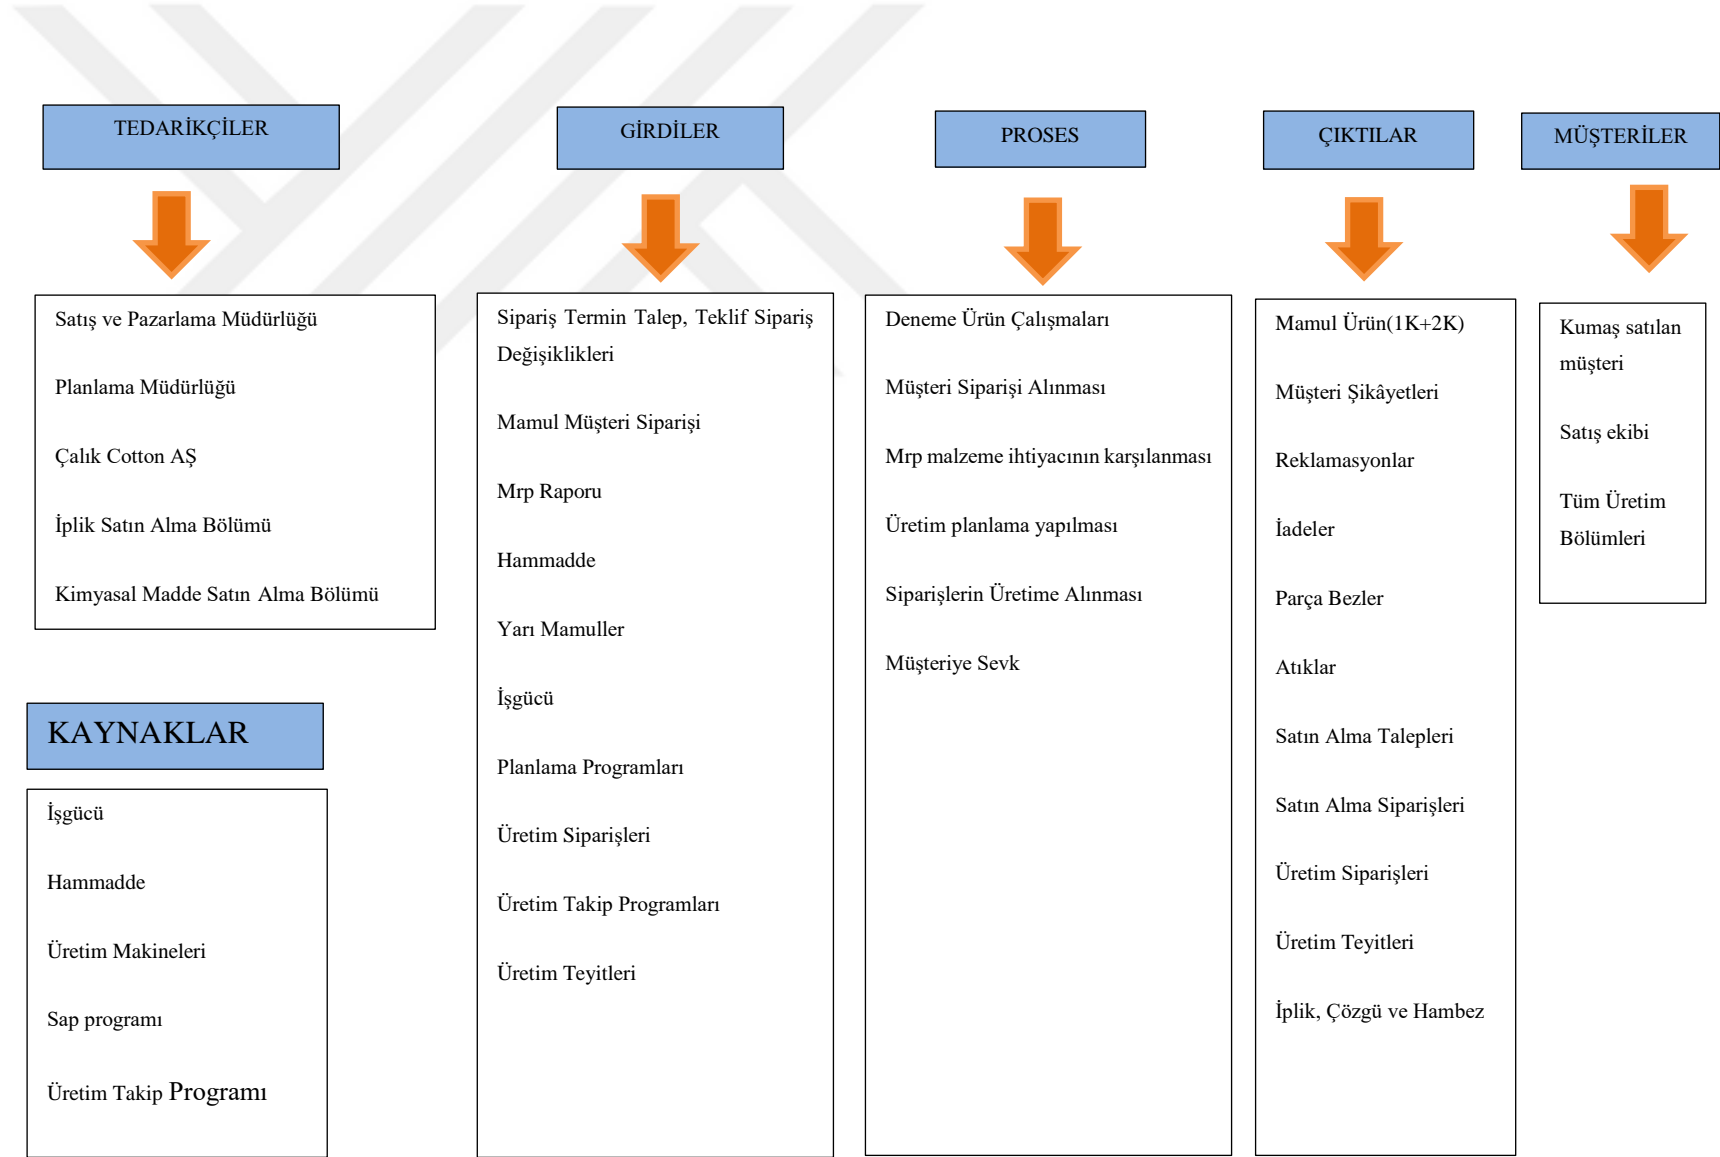 TEDARİKÇİLER
Satış ve Pazarlama Müdürlüğü
Planlama Müdürlüğü
Çalık Cotton AŞ
İplik Satın Alma Bölümü
Kimyasal Madde Satın Alma Bölümü
KAYNAKLAR
İşgücü
Hammadde
Üretim Makineleri
Sap programı
Üretim Takip Programı
GİRDİLER
Sipariş Termin Talep, Teklif Sipariş
Değişiklikleri
Mamul Müşteri Siparişi
Mrp Raporu
Hammadde
Yarı Mamuller
İşgücü
Planlama Programları
Üretim Siparişleri
Üretim Takip Programları
Üretim Teyitleri
PROSES
Deneme Ürün Çalışmaları
Müşteri Siparişi Alınması
Mrp malzeme ihtiyacının karşılanması
Üretim planlama yapılması
Siparişlerin Üretime Alınması
Müşteriye Sevk
ÇIKTILAR
Mamul Ürün(1K+2K)
Müşteri Şikâyetleri
Reklamasyonlar
İadeler
Parça Bezler
Atıklar
Satın Alma Talepleri
Satın Alma Siparişleri
Üretim Siparişleri
Üretim Teyitleri
İplik, Çözgü ve Hambez
MÜŞTERİLER
Kumaş satılan
müşteri
Satış ekibi
Tüm Üretim
Bölümleri